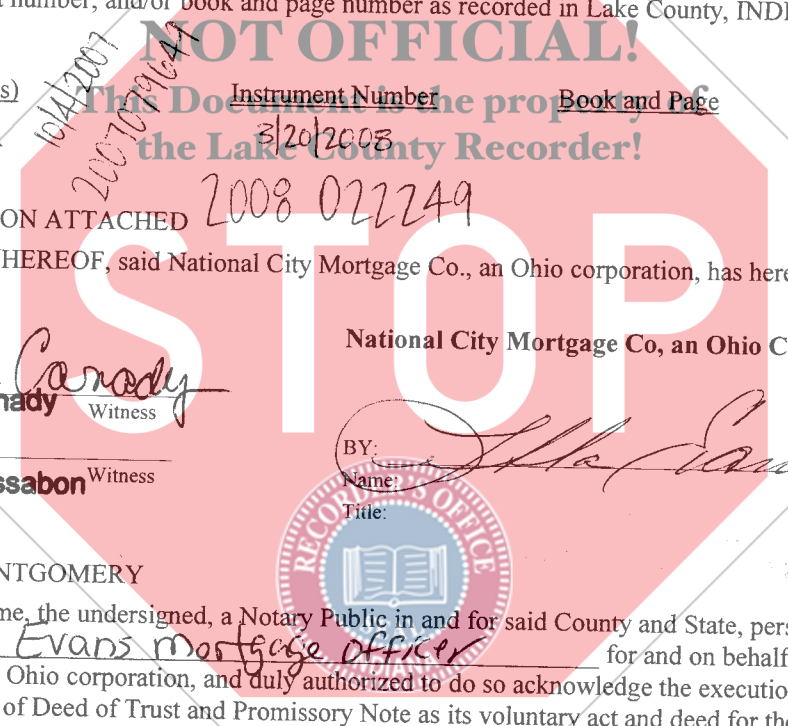 number, and/or book and page number as recorded in Lake County, INDI
NOT OFFICIAL!
s)
10/4/2007
2007079649
Instrument Number
Book and Page
This Document is the property of
3/20/2008
the Lake County Recorder!
ON ATTACHED 2008 022249
STOP
HEREOF, said National City Mortgage Co., an Ohio corporation, has here
National City Mortgage Co, an Ohio C
Canady
nady Witness
BY:
ssabon Witness
Name:
Title:
RECORDER'S OFFICE
INDIANA
NTGOMERY
me, the undersigned, a Notary Public in and for said County and State, pers
Evans mortgage officer for and on behalf
Ohio corporation, and duly authorized to do so acknowledge the executio
of Deed of Trust and Promissory Note as its voluntary act and deed for the